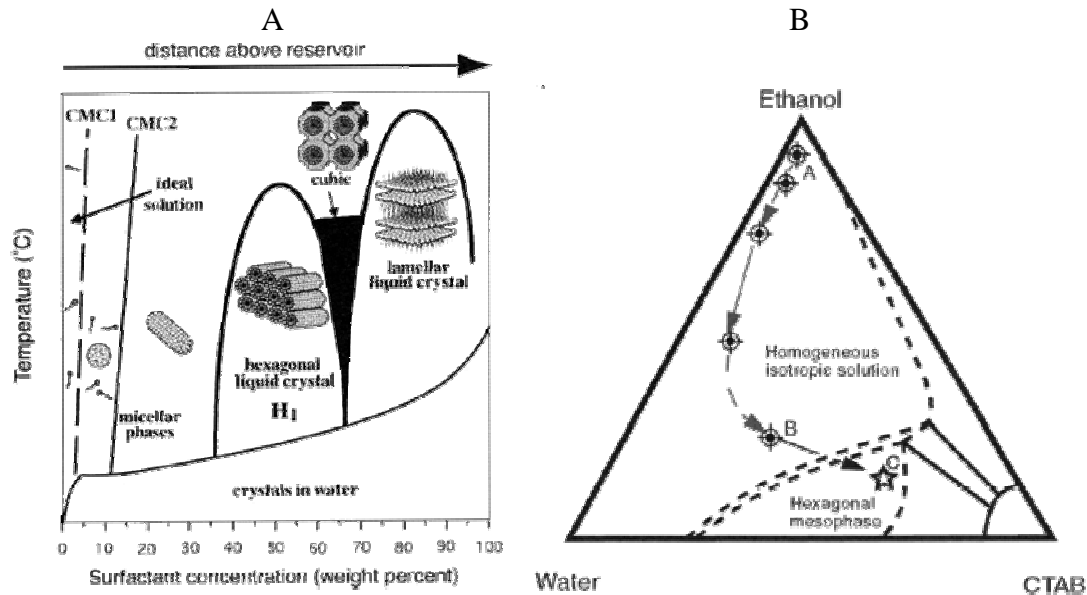 A
B
distance above reservoir
CMC1
CMC2
ideal
solution
cubic
lamellar
liquid crystal
hexagonal
liquid crystal
H1
micellar
phases
crystals in water
Temperature (°C)
0 10 20 30 40 50 60 70 80 90 100
Surfactant concentration (weight percent)
Ethanol
A
Homogeneous
isotropic solution
B
C
Hexagonal
mesophase
Water
CTAB